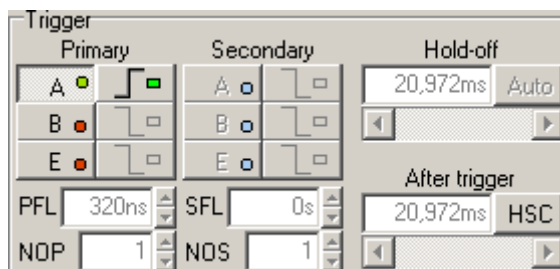 Trigger
Primary Secondary Hold-off
A A 20,972ms Auto
B B
E E After trigger
PFL 320ns SFL 0s 20,972ms HSC
NOP 1 NOS 1